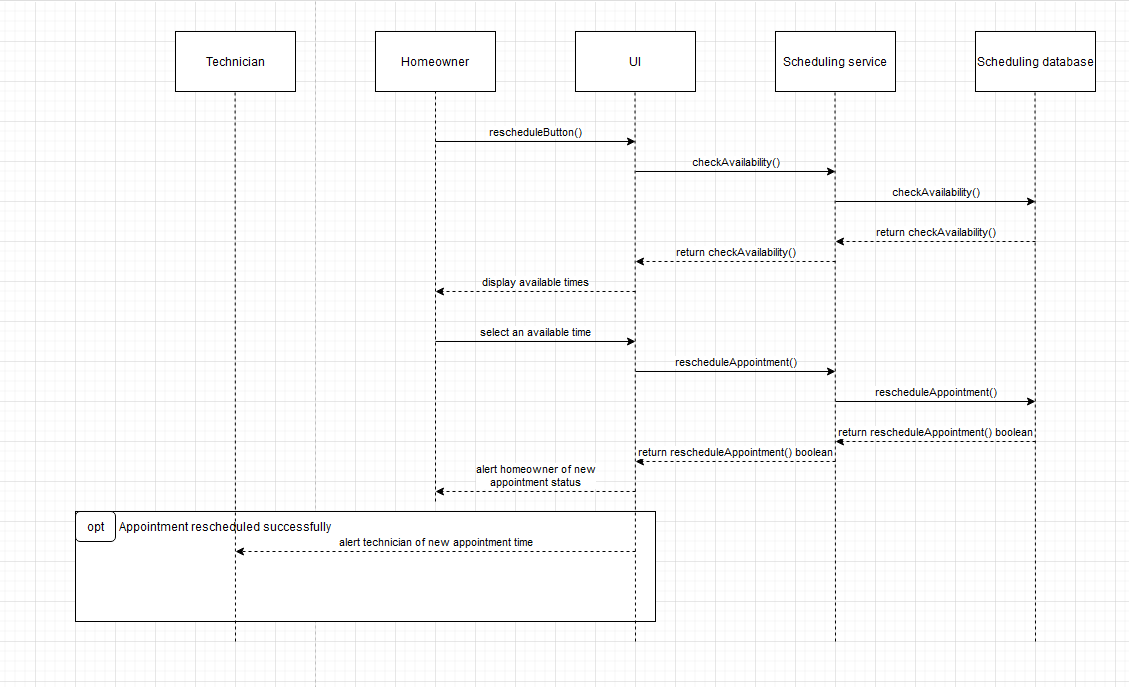 Technician
Homeowner
UI
Scheduling service
Scheduling database
rescheduleButton()
checkAvailability()
checkAvailability()
return checkAvailability()
return checkAvailability()
display available times
select an available time
rescheduleAppointment()
rescheduleAppointment()
return rescheduleAppointment() boolean
return rescheduleAppointment() boolean
alert homeowner of new
appointment status
opt
Appointment rescheduled successfully
alert technician of new appointment time